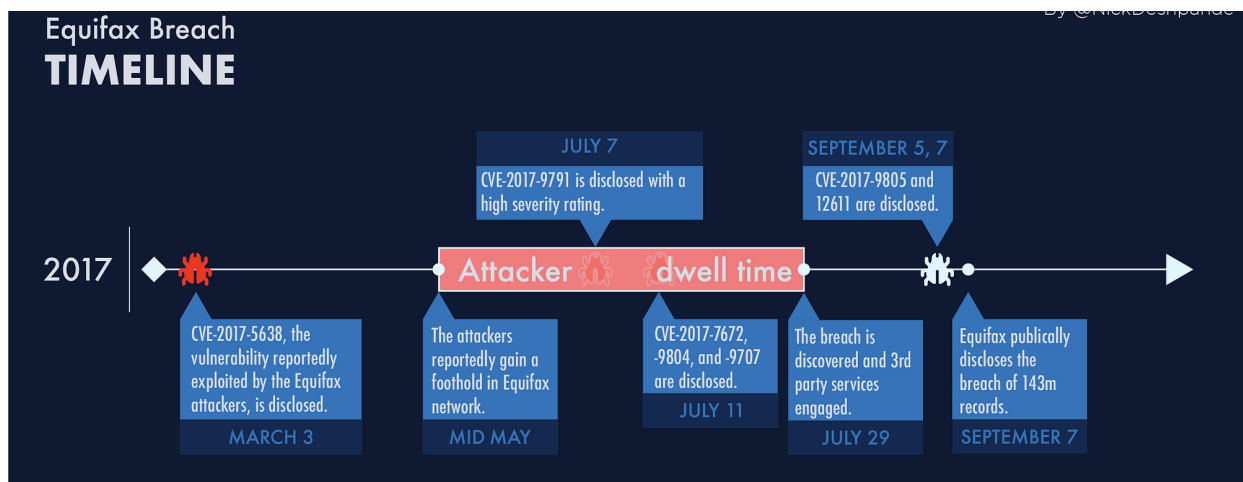 By @NickDeshpande
Equifax Breach
TIMELINE
JULY 7
CVE-2017-9791 is disclosed with a
high severity rating.
SEPTEMBER 5, 7
CVE-2017-9805 and
12611 are disclosed.
2017
Attacker dwell time
CVE-2017-5638, the
vulnerability reportedly
exploited by the Equifax
attackers, is disclosed.
MARCH 3
The attackers
reportedly gain a
foothold in Equifax
network.
MID MAY
CVE-2017-7672,
-9804, and -9707
are disclosed.
JULY 11
The breach is
discovered and 3rd
party services
engaged.
JULY 29
Equifax publically
discloses the
breach of 143m
records.
SEPTEMBER 7